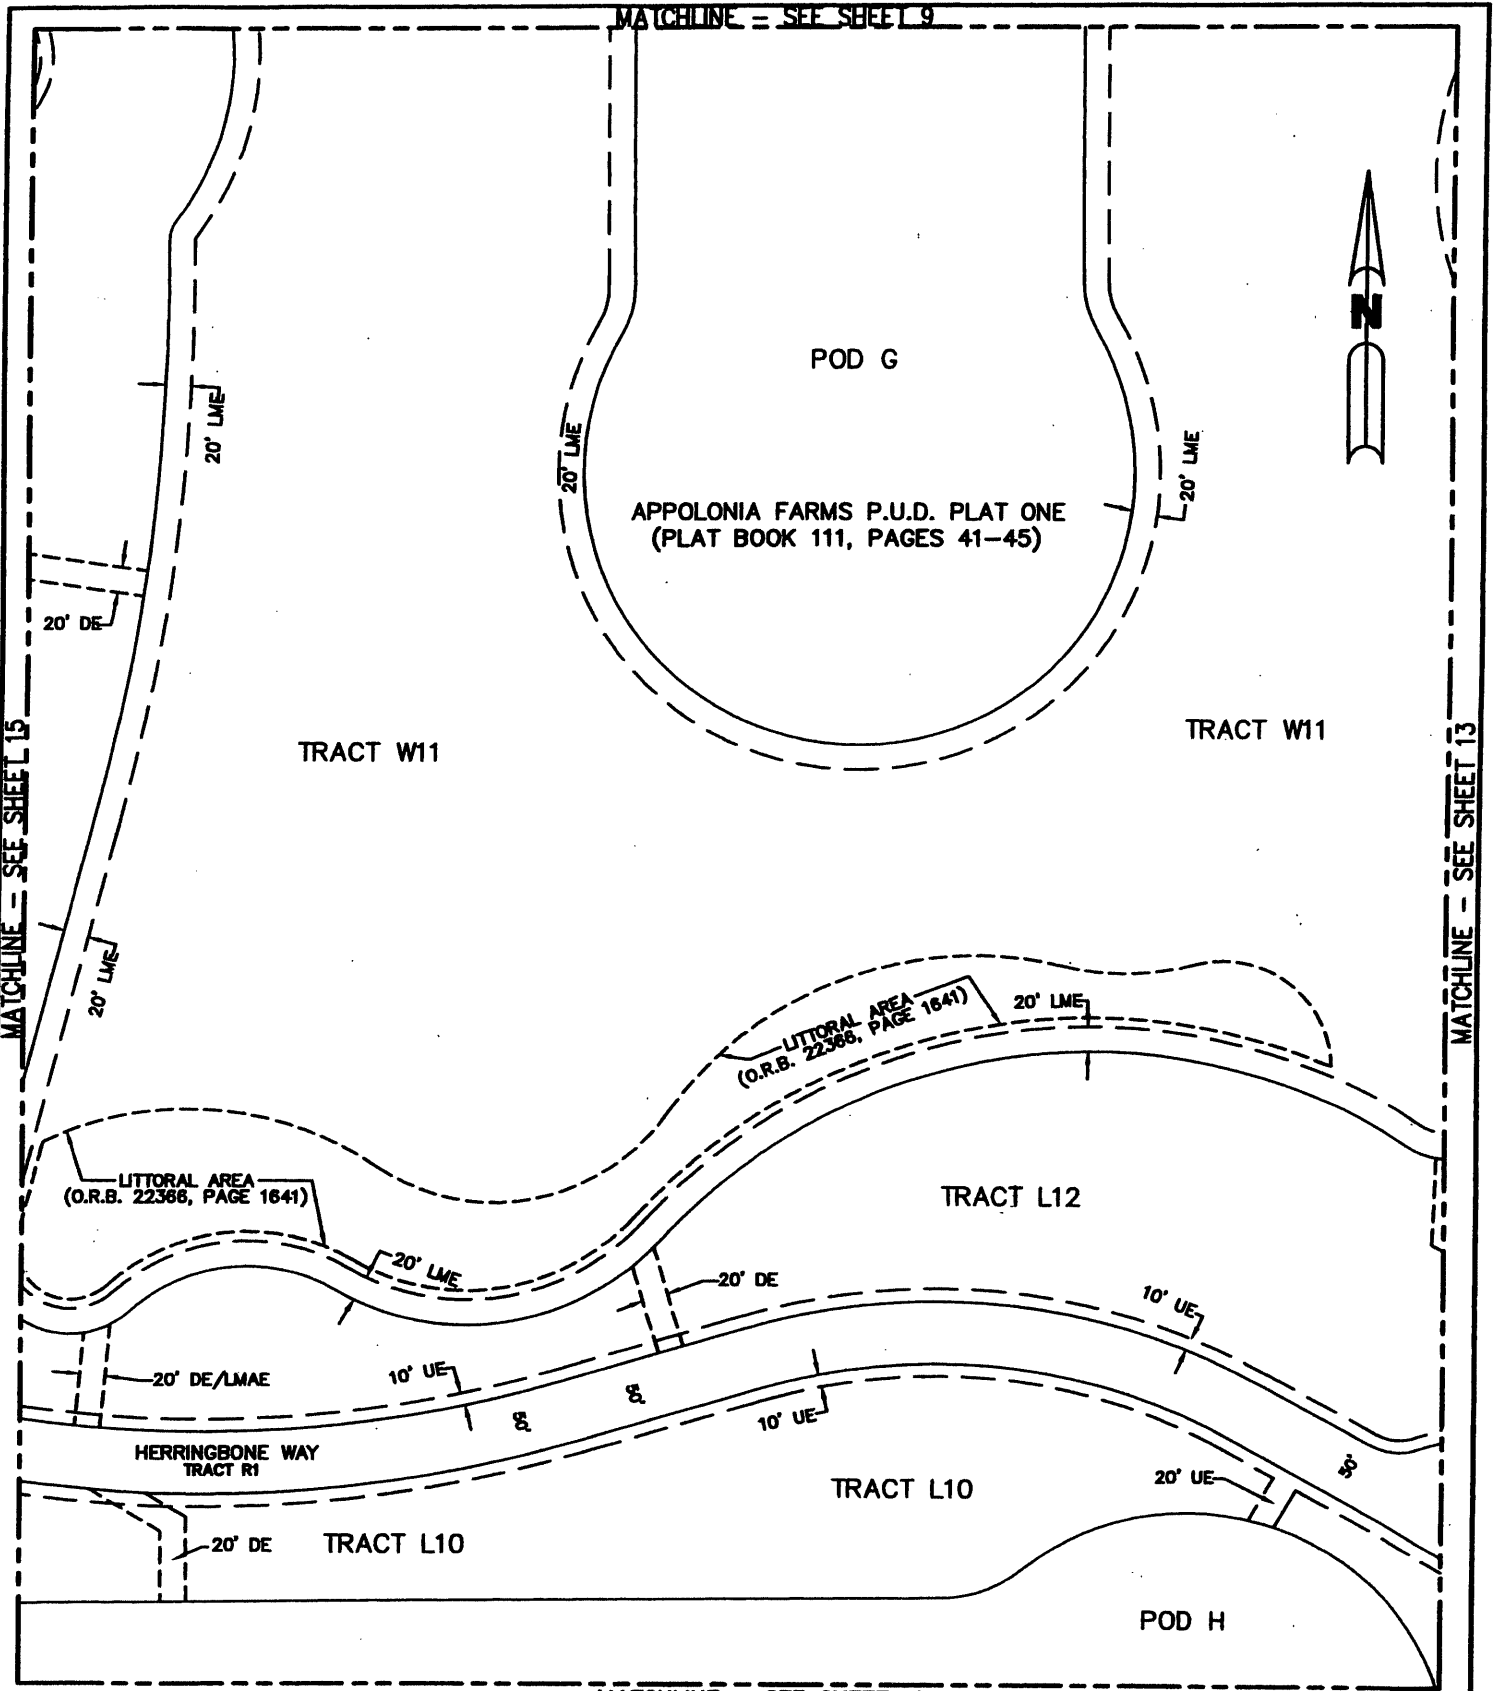 MATCHLINE = SEE SHEET 9
N
POD G
20' LME
20' LME
20' LME
APPOLONIA FARMS P.U.D. PLAT ONE
(PLAT BOOK 111, PAGES 41-45)
20' DE
MATCHLINE - SEE SHEET 15
TRACT W11
TRACT W11
MATCHLINE - SEE SHEET 13
20' LME
LITTORAL AREA
(O.R.B. 22366, PAGE 1641)
20' LME
LITTORAL AREA
(O.R.B. 22366, PAGE 1641)
TRACT L12
20' LME
20' DE
10' UE
20' DE/LMAE
10' UE
50'
50'
10' UE
HERRINGBONE WAY
TRACT R1
50'
20' UE
TRACT L10
20' DE
TRACT L10
POD H